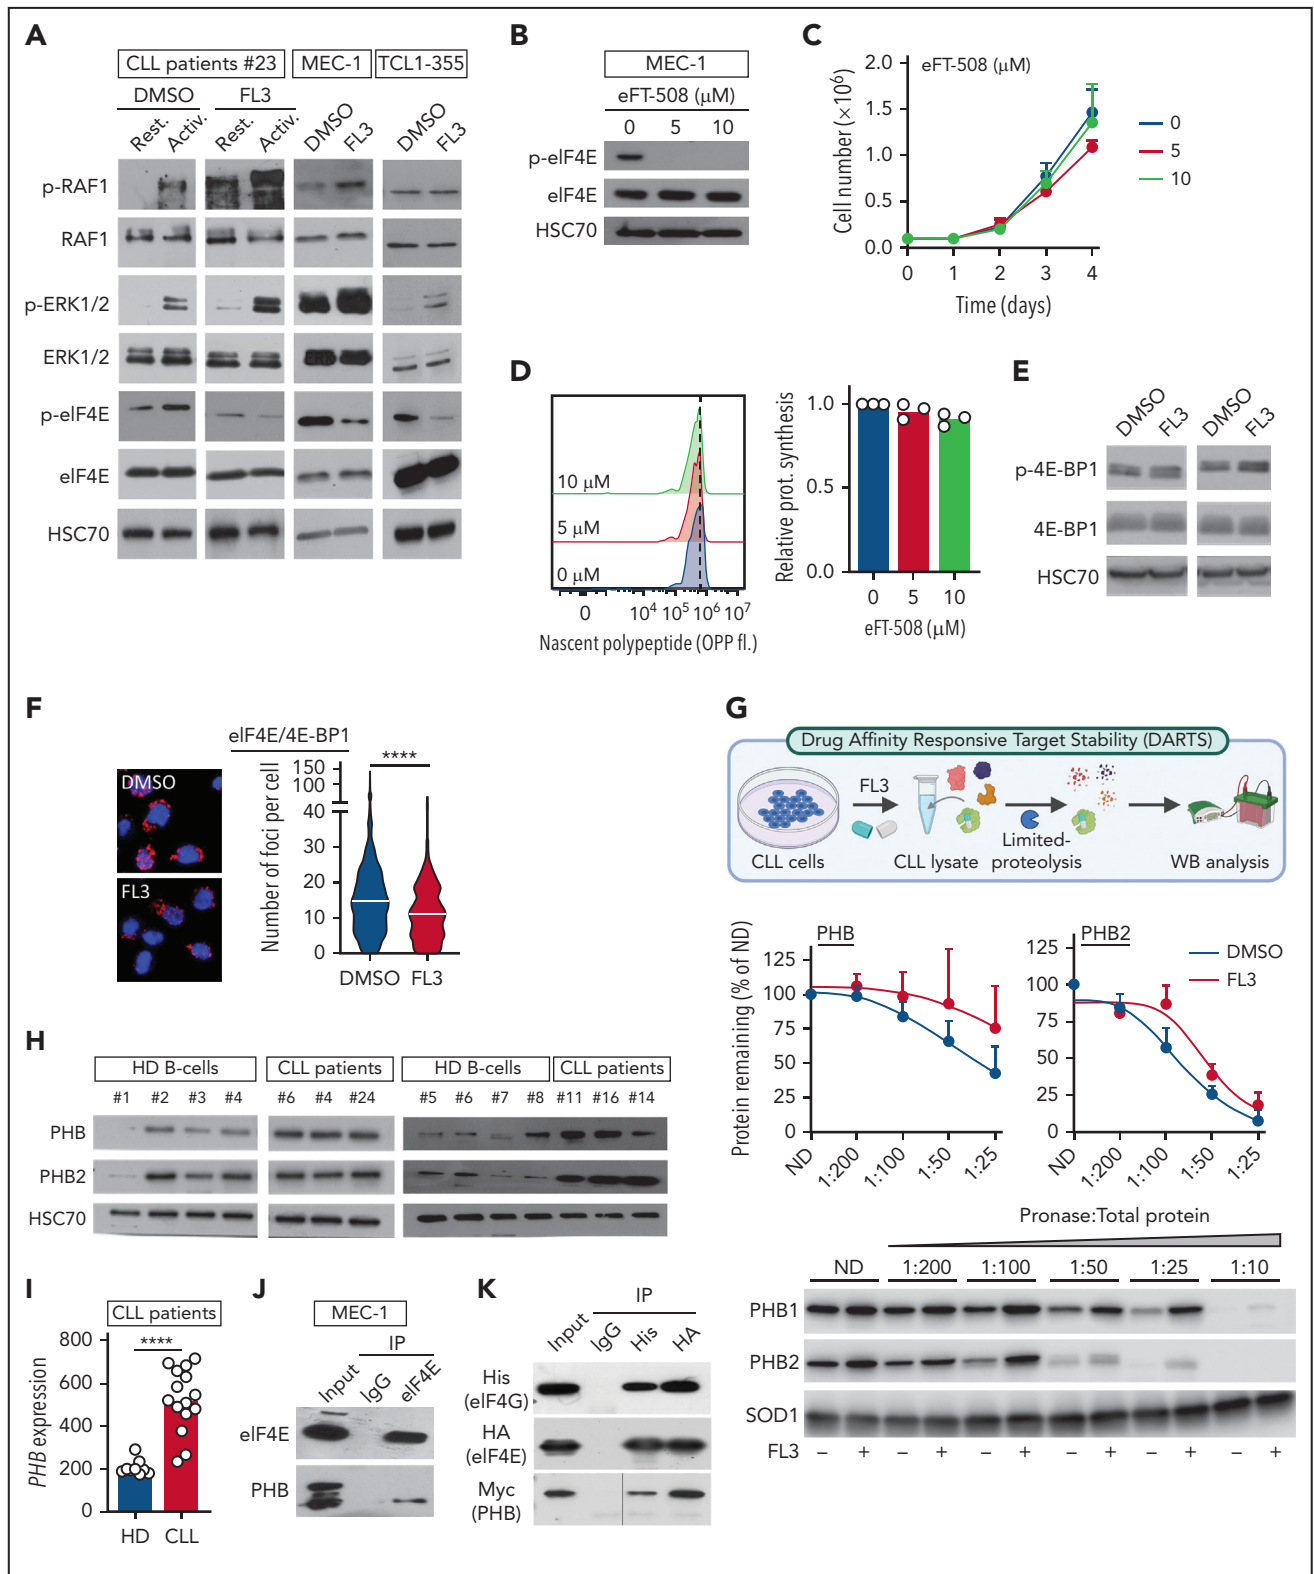 A
CLL patients #23
MEC-1
TCL1-355
DMSO
FL3
Rest.
Activ.
Rest.
Activ.
DMSO
FL3
DMSO
FL3
p-RAF1
RAF1
p-ERK1/2
ERK1/2
p-eIF4E
eIF4E
HSC70
B
MEC-1
eFT-508 (µM)
0 5 10
p-eIF4E
eIF4E
HSC70
C
eFT-508 (µM)
Cell number (×10⁶)
2.0
1.5
1.0
0.5
0.0
0 1 2 3 4
Time (days)
0
5
10
D
10 µM
5 µM
0 µM
0 10⁴ 10⁵ 10⁶ 10⁷
Nascent polypeptide (OPP fl.)
Relative prot. synthesis
1.0
0.5
0.0
0 5 10
eFT-508 (µM)
E
DMSO
FL3
DMSO
FL3
p-4E-BP1
4E-BP1
HSC70
F
eIF4E/4E-BP1
DMSO
FL3
Number of foci per cell
150
100
40
20
10
0
****
DMSO FL3
G
Drug Affinity Responsive Target Stability (DARTS)
FL3
Limited-
proteolysis
CLL cells
CLL lysate
WB analysis
Protein remaining (% of ND)
PHB
125
100
75
50
25
0
ND 1:200 1:100 1:50 1:25
PHB2
125
100
75
50
25
0
ND 1:200 1:100 1:50 1:25
DMSO
FL3
Pronase:Total protein
ND 1:200 1:100 1:50 1:25 1:10
PHB1
PHB2
SOD1
FL3 – + – + – + – + – + – +
H
HD B-cells
CLL patients
HD B-cells
CLL patients
#1 #2 #3 #4 #6 #4 #24 #5 #6 #7 #8 #11 #16 #14
PHB
PHB2
HSC70
I
CLL patients
PHB expression
800
600
400
200
0
****
HD CLL
J
MEC-1
IP
Input
IgG
eIF4E
eIF4E
PHB
K
IP
Input
IgG
His
HA
His
(eIF4G)
HA
(eIF4E)
Myc
(PHB)